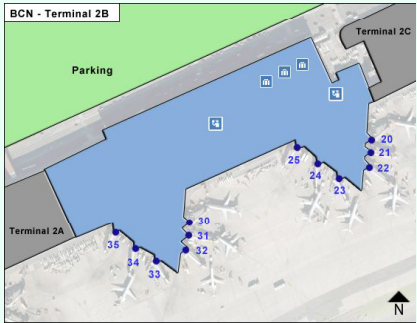 BCN - Terminal 2B
Terminal 2C
Parking
20
21
22
25
24
23
Terminal 2A
30
31
32
35
34
33
N